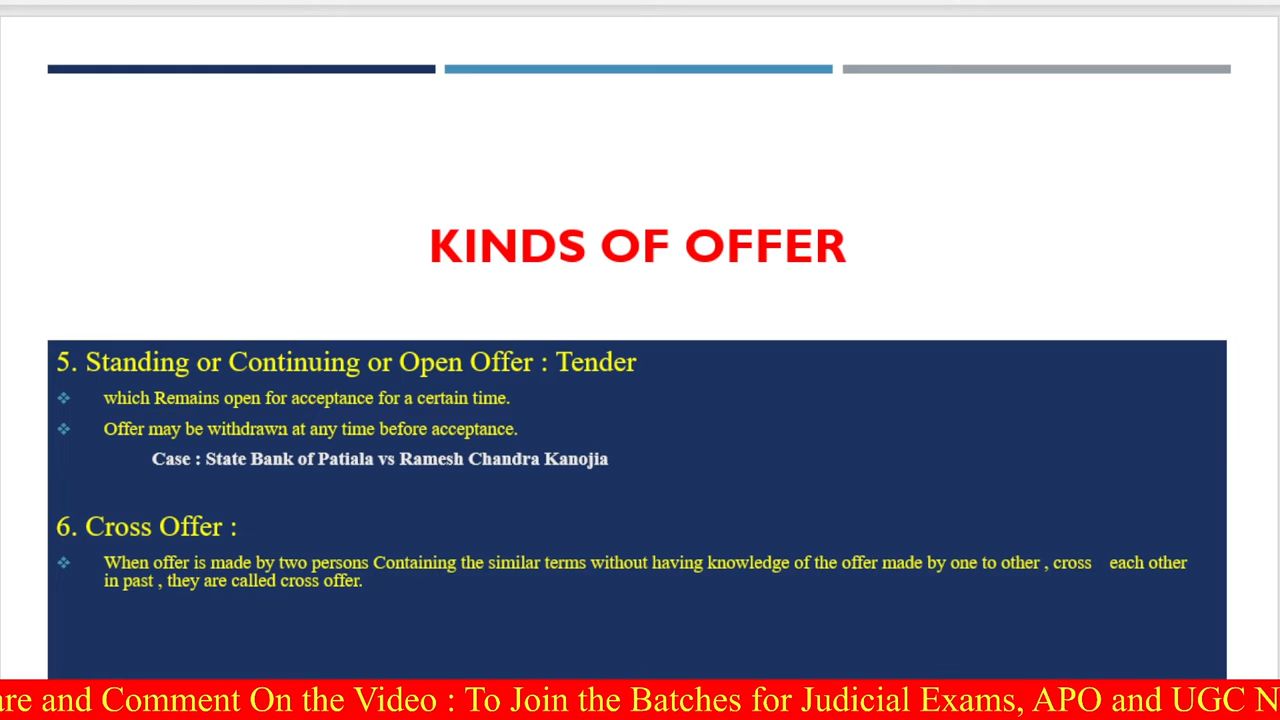 KINDS OF OFFER
5. Standing or Continuing or Open Offer : Tender
which Remains open for acceptance for a certain time.
Offer may be withdrawn at any time before acceptance.
Case : State Bank of Patiala vs Ramesh Chandra Kanojia
6. Cross Offer :
When offer is made by two persons Containing the similar terms without having knowledge of the offer made by one to other , cross each other
in past , they are called cross offer.
are and Comment On the Video : To Join the Batches for Judicial Exams, APO and UGC N